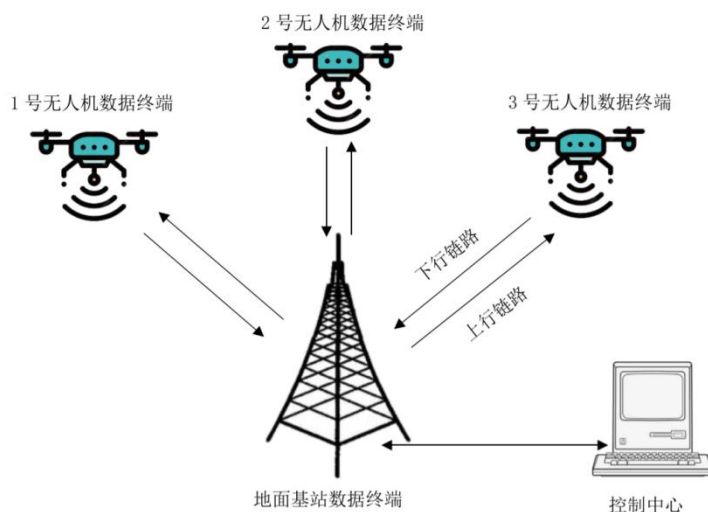 2 号无人机数据终端
1 号无人机数据终端
3 号无人机数据终端
下行链路
上行链路
地面基站数据终端
控制中心